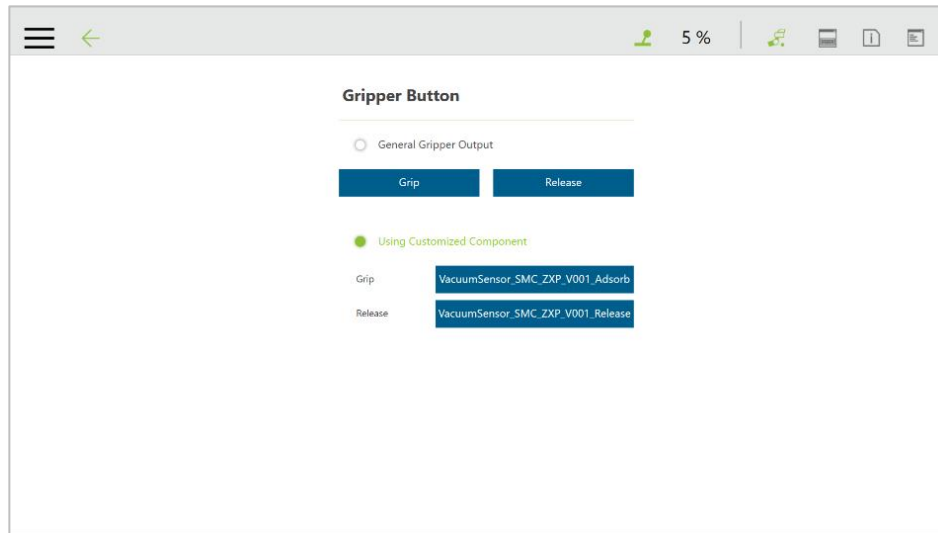 5 %
Gripper Button
General Gripper Output
Grip Release
Using Customized Component
Grip VacuumSensor_SMC_ZXP_V001_Adsorb
Release VacuumSensor_SMC_ZXP_V001_Release